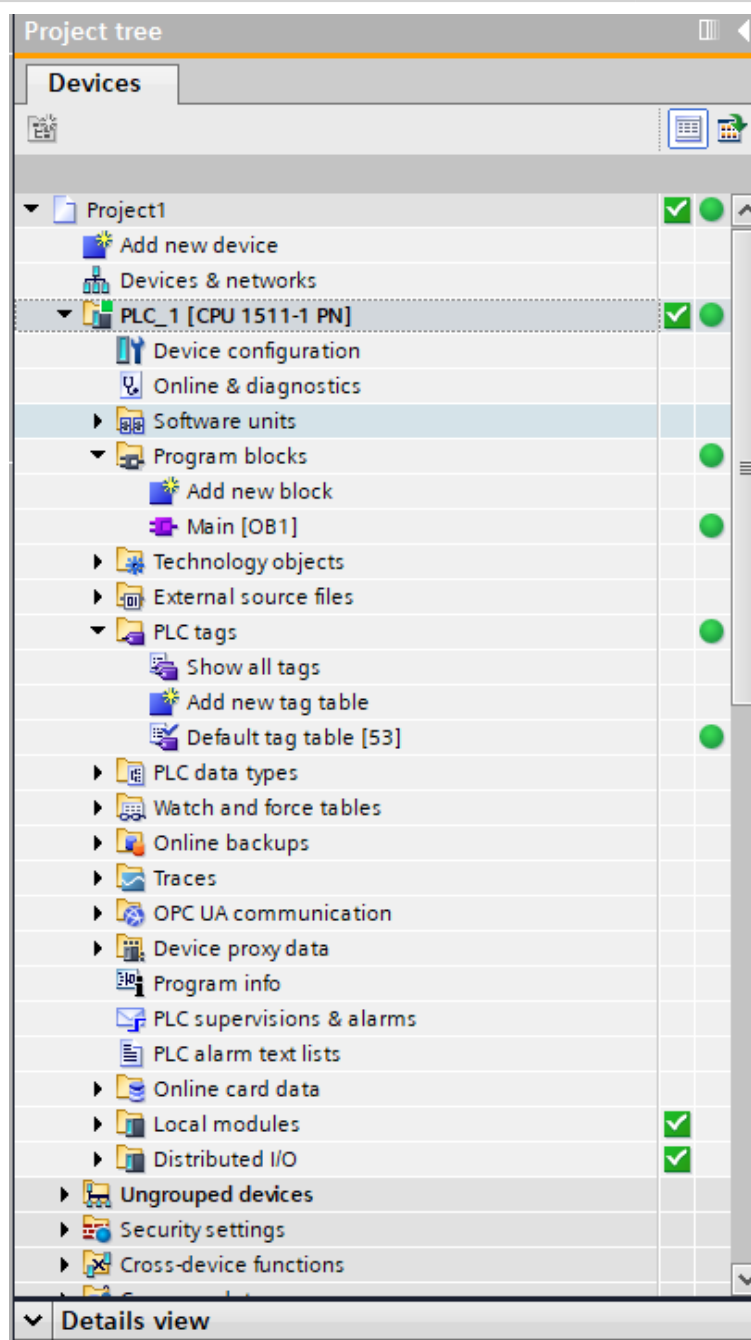 Project tree
Devices
Project1
Add new device
Devices & networks
PLC_1 [CPU 1511-1 PN]
Device configuration
Online & diagnostics
Software units
Program blocks
Add new block
Main [OB1]
Technology objects
External source files
PLC tags
Show all tags
Add new tag table
Default tag table [53]
PLC data types
Watch and force tables
Online backups
Traces
OPC UA communication
Device proxy data
Program info
PLC supervisions & alarms
PLC alarm text lists
Online card data
Local modules
Distributed I/O
Ungrouped devices
Security settings
Cross-device functions
Details view